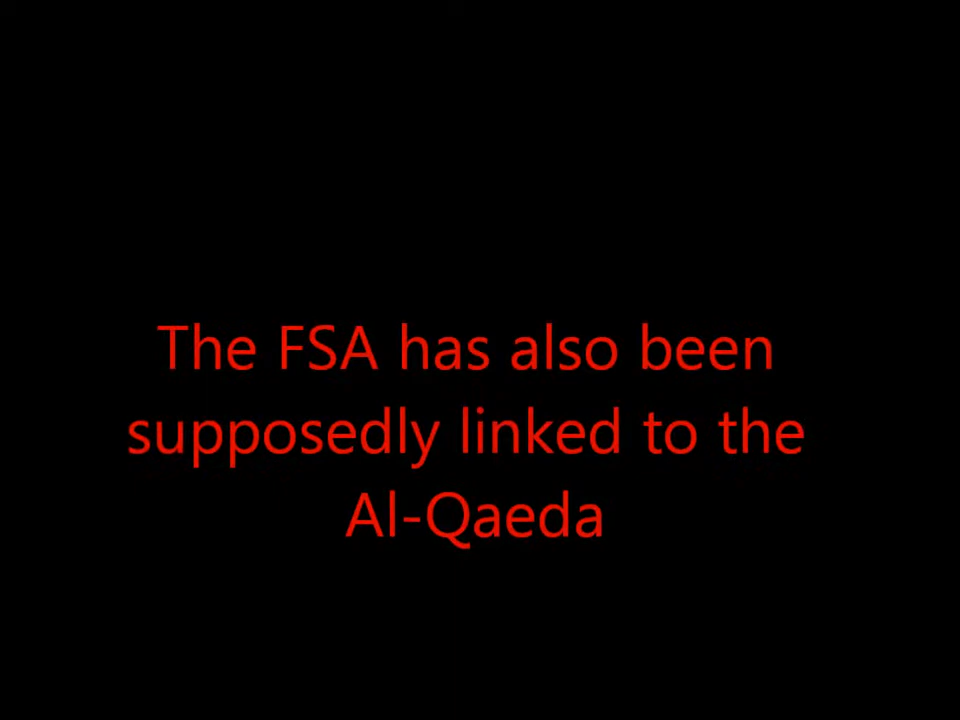 The FSA has also been
supposedly linked to the
Al-Qaeda